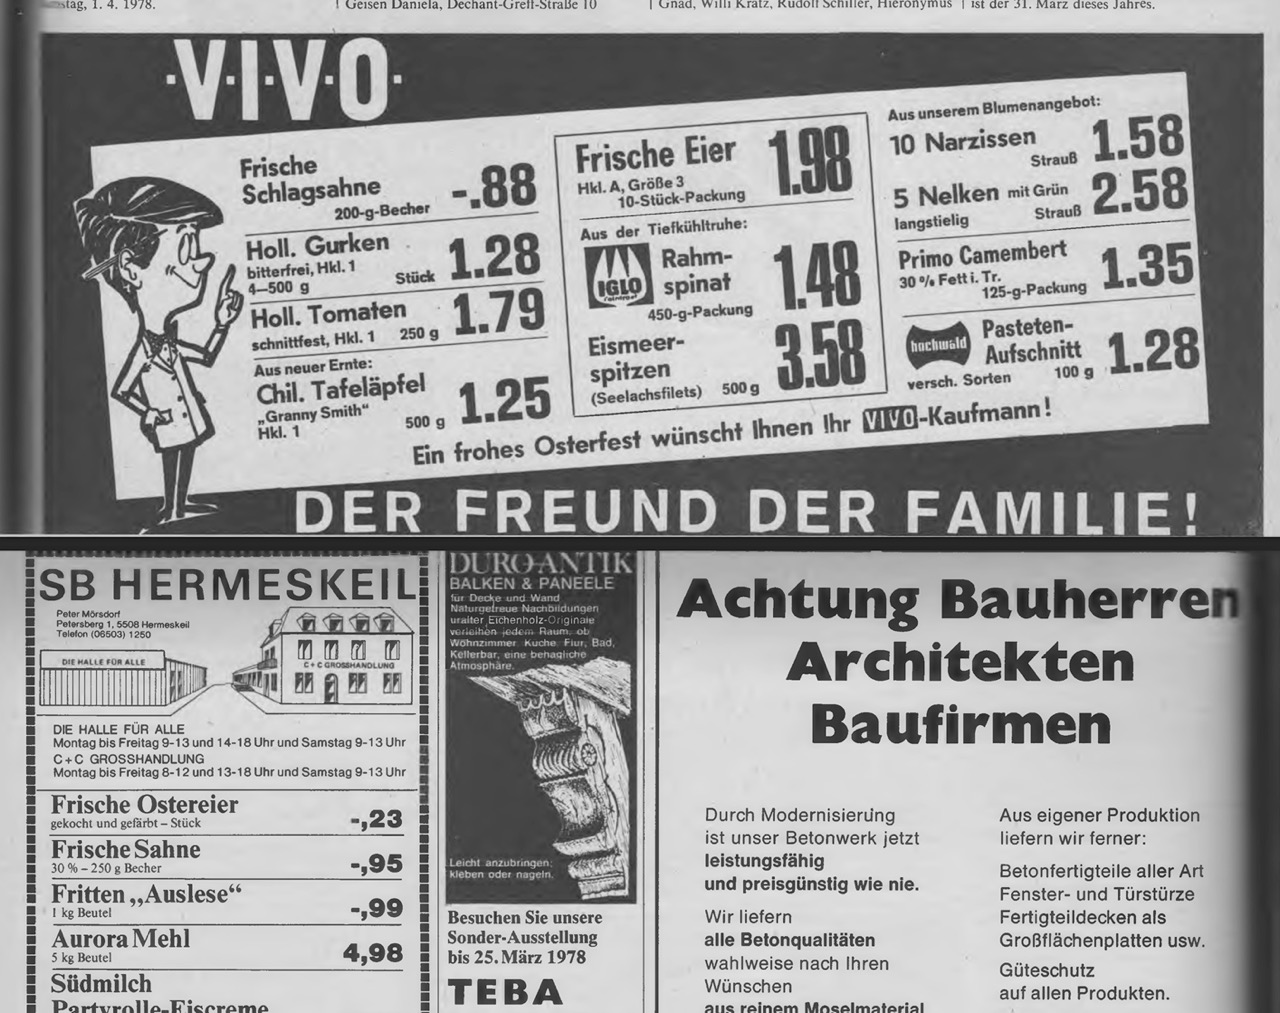 stag, 1. 4. 1978.
Geisen Daniela, Dechant-Greff-Straße 10
Gnad, Willi Kratz, Rudolf Schiller, Hieronymus
ist der 31. März dieses Jahres.
·V·I·V·O·
Frische
Schlagsahne
200-g-Becher
-.88
Holl. Gurken
bitterfrei, Hkl. 1
4–500 g
Stück
1.28
Holl. Tomaten
schnittfest, Hkl. 1 250 g
1.79
Aus neuer Ernte:
Chil. Tafeläpfel
„Granny Smith“
Hkl. 1
500 g
1.25
Frische Eier
Hkl. A, Größe 3
10-Stück-Packung
1.98
Aus der Tiefkühltruhe:
IGLO
Rahm-
spinat
450-g-Packung
1.48
Eismeer-
spitzen
(Seelachsfilets) 500 g
3.58
Aus unserem Blumenangebot:
10 Narzissen
Strauß
1.58
5 Nelken mit Grün
langstielig Strauß
2.58
Primo Camembert
30% Fett i. Tr.
125-g-Packung
1.35
hochwald
Pasteten-
Aufschnitt
versch. Sorten 100 g
1.28
Ein frohes Osterfest wünscht Ihnen Ihr VIVO-Kaufmann!
DER FREUND DER FAMILIE!
SB HERMESKEIL
Peter Mörsdorf
Petersberg 1, 5508 Hermeskeil
Telefon (06503) 1250
DIE HALLE FÜR ALLE
C+C GROSSHANDLUNG
DIE HALLE FÜR ALLE
Montag bis Freitag 9-13 und 14-18 Uhr und Samstag 9-13 Uhr
C+C GROSSHANDLUNG
Montag bis Freitag 8-12 und 13-18 Uhr und Samstag 9-13 Uhr
Frische Ostereier
gekocht und gefärbt – Stück
-,23
Frische Sahne
30 % – 250 g Becher
-,95
Fritten „Auslese“
1 kg Beutel
-,99
Aurora Mehl
5 kg Beutel
4,98
Südmilch
Partyrolle-Eiscreme
DURO-ANTIK
BALKEN & PANEELE
für Decke und Wand
Naturgetreue Nachbildungen
uralter Eichenholz-Originale
verleihen jedem Raum, ob
Wohnzimmer, Küche, Flur, Bad,
Kellerbar, eine behagliche
Atmosphäre.
Leicht anzubringen:
kleben oder nageln.
Besuchen Sie unsere
Sonder-Ausstellung
bis 25. März 1978
TEBA
Achtung Bauherren
Architekten
Baufirmen
Durch Modernisierung
ist unser Betonwerk jetzt
leistungsfähig
und preisgünstig wie nie.
Wir liefern
alle Betonqualitäten
wahlweise nach Ihren
Wünschen
aus reinem Moselmaterial
Aus eigener Produktion
liefern wir ferner:
Betonfertigteile aller Art
Fenster- und Türstürze
Fertigteildecken als
Großflächenplatten usw.
Güteschutz
auf allen Produkten.